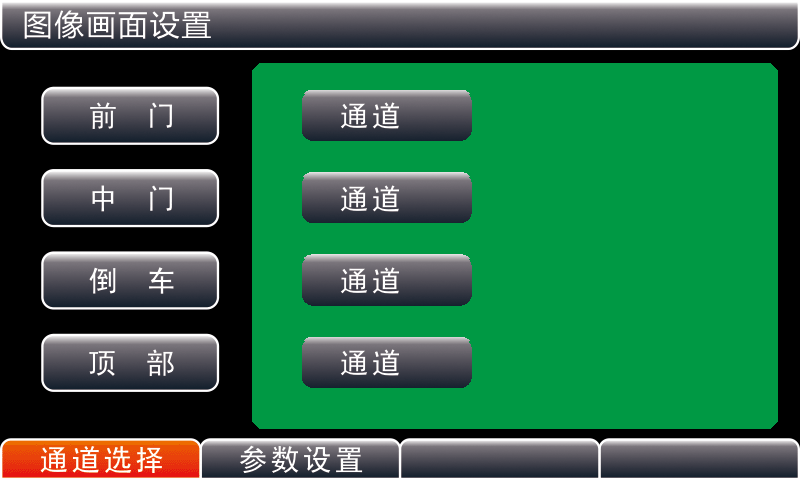 图像画面设置
前 门 通道
中 门 通道
倒 车 通道
顶 部 通道
通道选择 参数设置